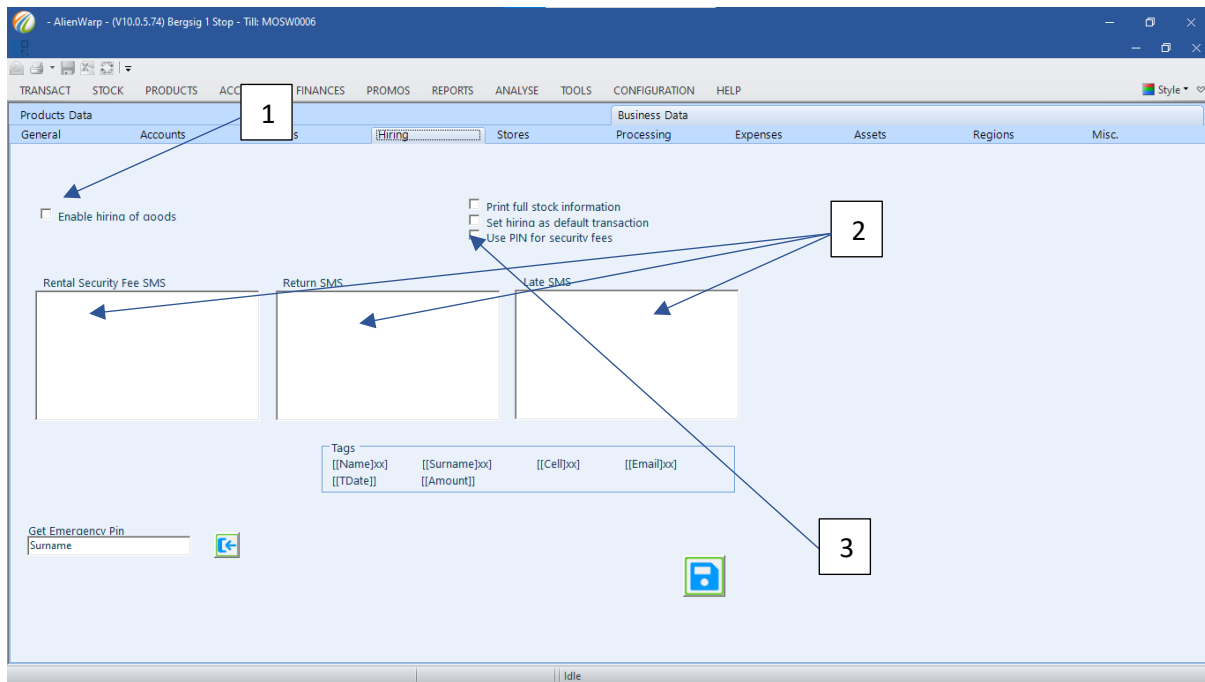 - AlienWarp - (V10.0.5.74) Bergsig 1 Stop - Till: MOSW0006
TRANSACT STOCK PRODUCTS ACC FINANCES PROMOS REPORTS ANALYSE TOOLS CONFIGURATION HELP Style
Products Data Business Data
1
General Accounts s Hiring Stores Processing Expenses Assets Regions Misc.
Print full stock information
Enable hiring of goods
Set hiring as default transaction
Use PIN for security fees
2
Rental Security Fee SMS Return SMS Late SMS
Tags
[[Name]xx] [[Surname]xx] [[Cell]xx] [[Email]xx]
[[TDate]] [[Amount]]
Get Emergency Pin
Surname
3
Idle